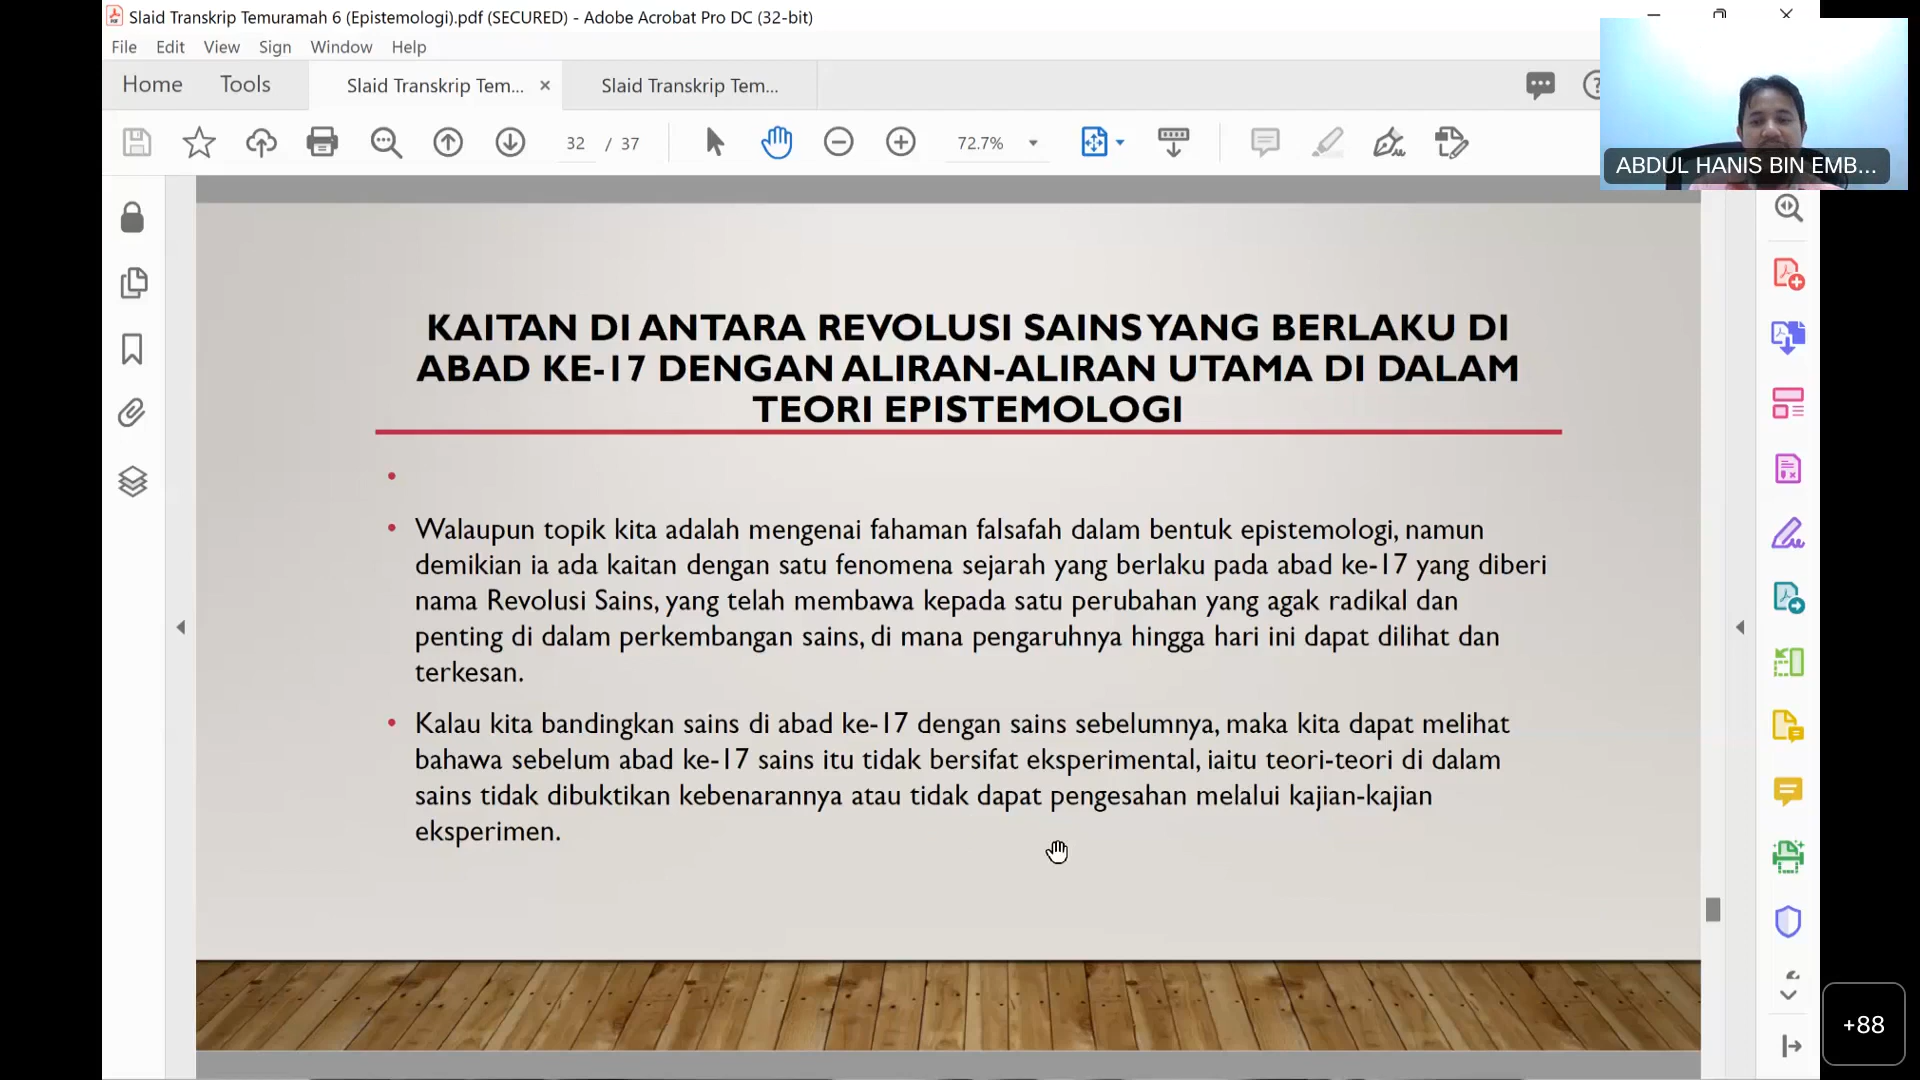 Slaid Transkrip Temuramah 6 (Epistemologi).pdf (SECURED) - Adobe Acrobat Pro DC (32-bit)
File Edit View Sign Window Help
Home Tools Slaid Transkrip Tem... × Slaid Transkrip Tem...
32 / 37 72.7%
ABDUL HANIS BIN EMB...
KAITAN DI ANTARA REVOLUSI SAINS YANG BERLAKU DI
ABAD KE-17 DENGAN ALIRAN-ALIRAN UTAMA DI DALAM
TEORI EPISTEMOLOGI
•
• Walaupun topik kita adalah mengenai fahaman falsafah dalam bentuk epistemologi, namun
demikian ia ada kaitan dengan satu fenomena sejarah yang berlaku pada abad ke-17 yang diberi
nama Revolusi Sains, yang telah membawa kepada satu perubahan yang agak radikal dan
penting di dalam perkembangan sains, di mana pengaruhnya hingga hari ini dapat dilihat dan
terkesan.
• Kalau kita bandingkan sains di abad ke-17 dengan sains sebelumnya, maka kita dapat melihat
bahawa sebelum abad ke-17 sains itu tidak bersifat eksperimental, iaitu teori-teori di dalam
sains tidak dibuktikan kebenarannya atau tidak dapat pengesahan melalui kajian-kajian
eksperimen.
+88